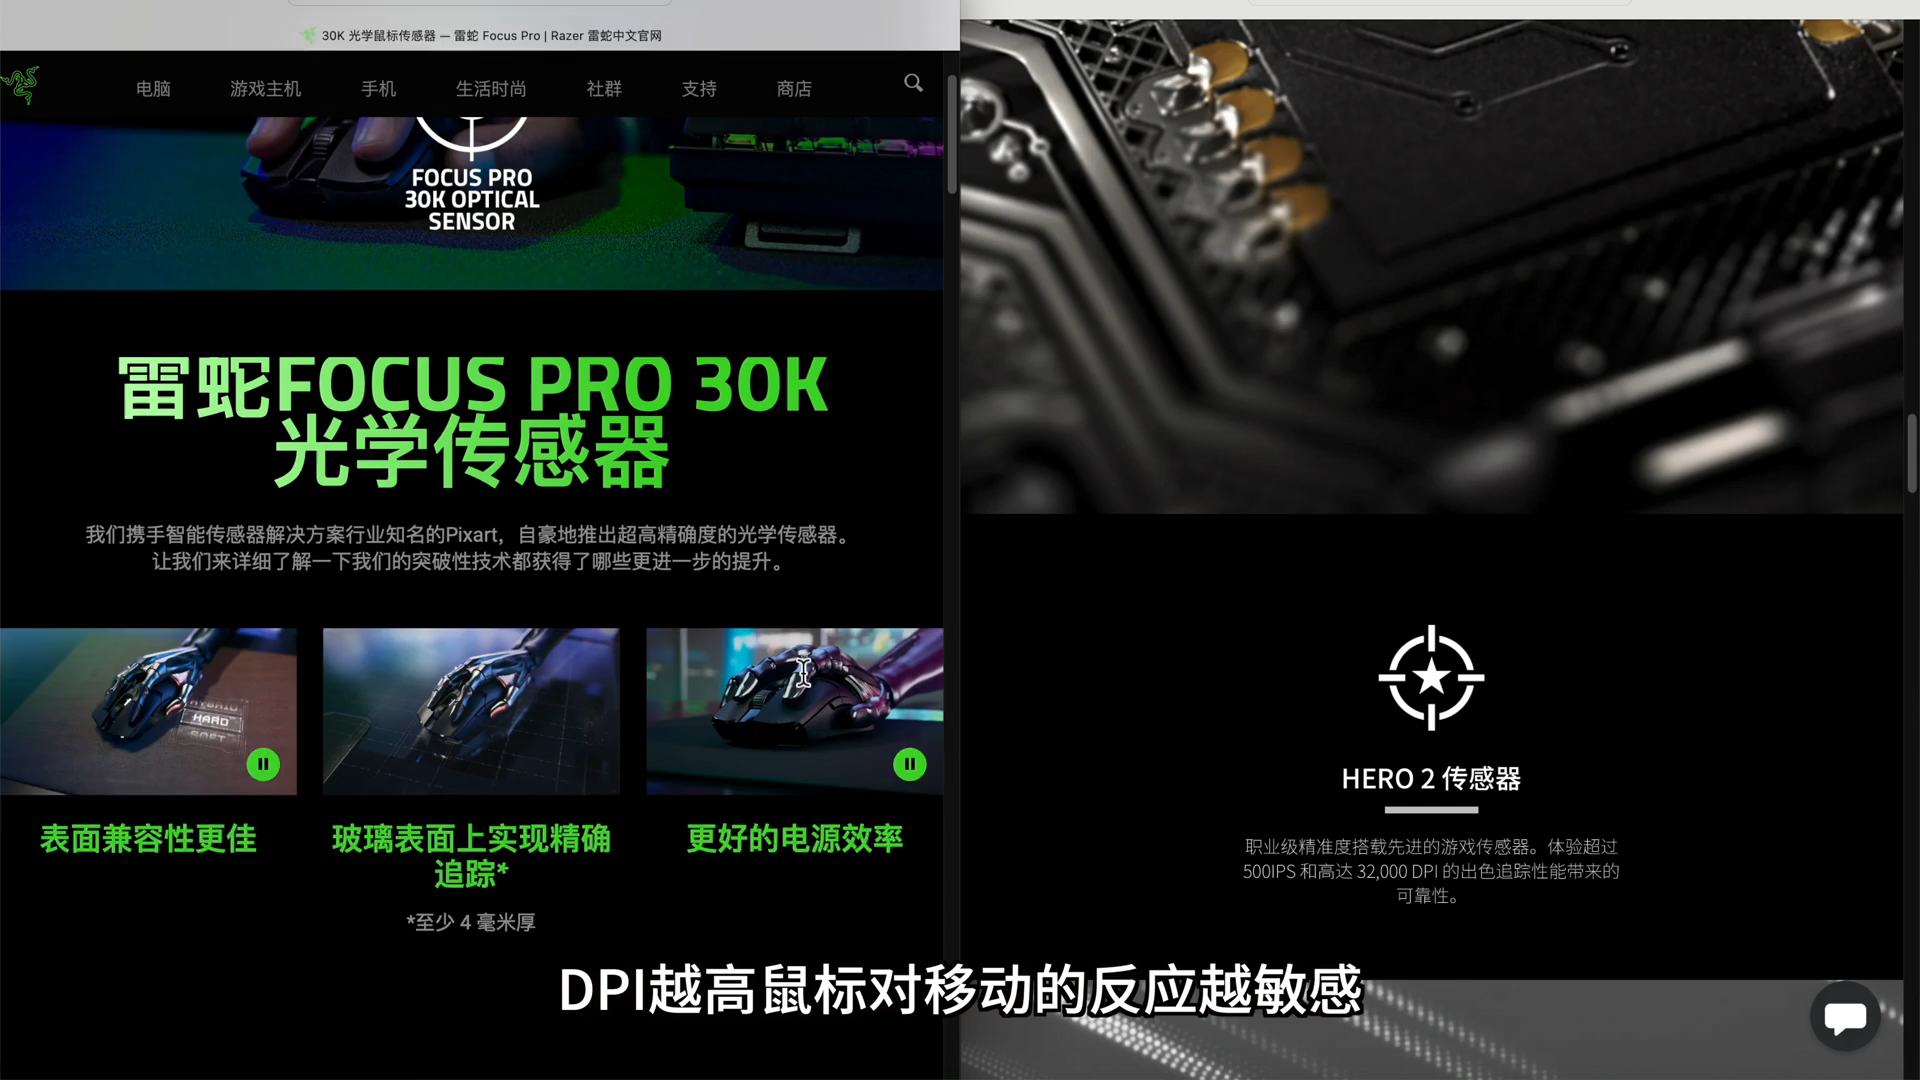 30K 光学鼠标传感器 — 雷蛇 Focus Pro | Razer 雷蛇中文官网
电脑 游戏主机 手机 生活时尚 社群 支持 商店
FOCUS PRO
30K OPTICAL
SENSOR
雷蛇FOCUS PRO 30K
光学传感器
我们携手智能传感器解决方案行业知名的Pixart，自豪地推出超高精确度的光学传感器。
让我们来详细了解一下我们的突破性技术都获得了哪些更进一步的提升。
HYBRID
HARD
SOFT
表面兼容性更佳
玻璃表面上实现精确
追踪*
*至少 4 毫米厚
更好的电源效率
HERO 2 传感器
职业级精准度搭载先进的游戏传感器。体验超过
500IPS 和高达 32,000 DPI 的出色追踪性能带来的
可靠性。
DPI越高鼠标对移动的反应越敏感